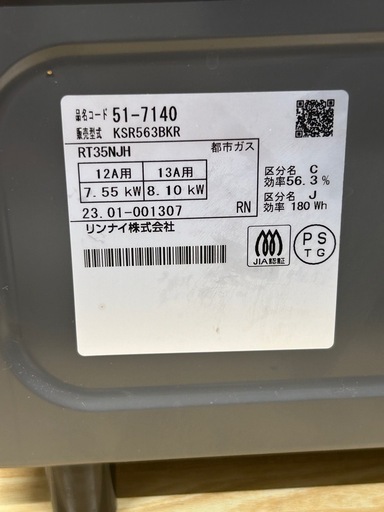 品名コード 51-7140
販売型式 KSR563BKR
RT35NJH 都市ガス
12A用 13A用
7.55 kW 8.10 kW
区分名 C
効率56.3%
区分名 J
効率 180 Wh
23.01-001307 RN
リンナイ株式会社
JIA認証
PS
TG